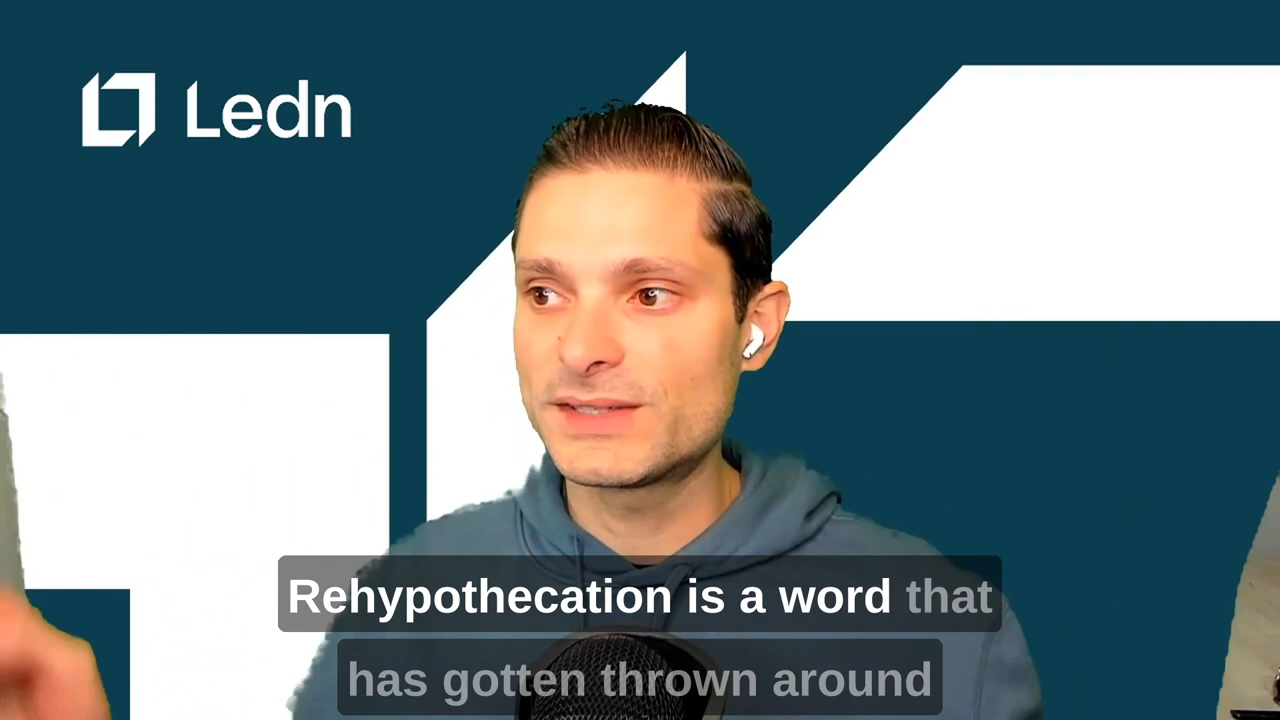 Ledn
Rehypothecation is a word that
has gotten thrown around